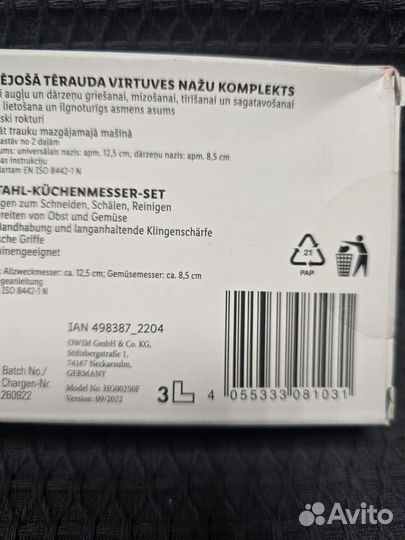 ĒJOŠĀ TĒRAUDA VIRTUVES NAŽU KOMPLEKTS
i augļu un dārzeņu griešanai, mizošanai, tīrīšanai un sagatavošanai
lietošana un ilgnoturīgs asmens asums
ski rokturi
āt trauku mazgājamajā mašīnā
astāv no 2 daļām
ums: universālais nazis: apm. 12,5 cm; dārzeņu nazis: apm. 8,5 cm
as instrukciju
dartam EN ISO 8442-1 N
TAHL-KÜCHENMESSER-SET
gen zum Schneiden, Schälen, Reinigen
ereiten von Obst und Gemüse
Handhabung und langanhaltende Klingenschärfe
sche Griffe
inengeeignet
: Allzweckmesser: ca. 12,5 cm; Gemüsemesser: ca. 8,5 cm
geanleitung
ISO 8442-1 N
21
PAP
IAN 498387_2204
OWIM GmbH & Co. KG,
Stiftsbergstraße 1,
74167 Neckarsulm,
GERMANY
Batch No./
Chargen-Nr.
260822
Model No. HG00250F
Version: 09/2022
3L
4 055333 081031
Avito